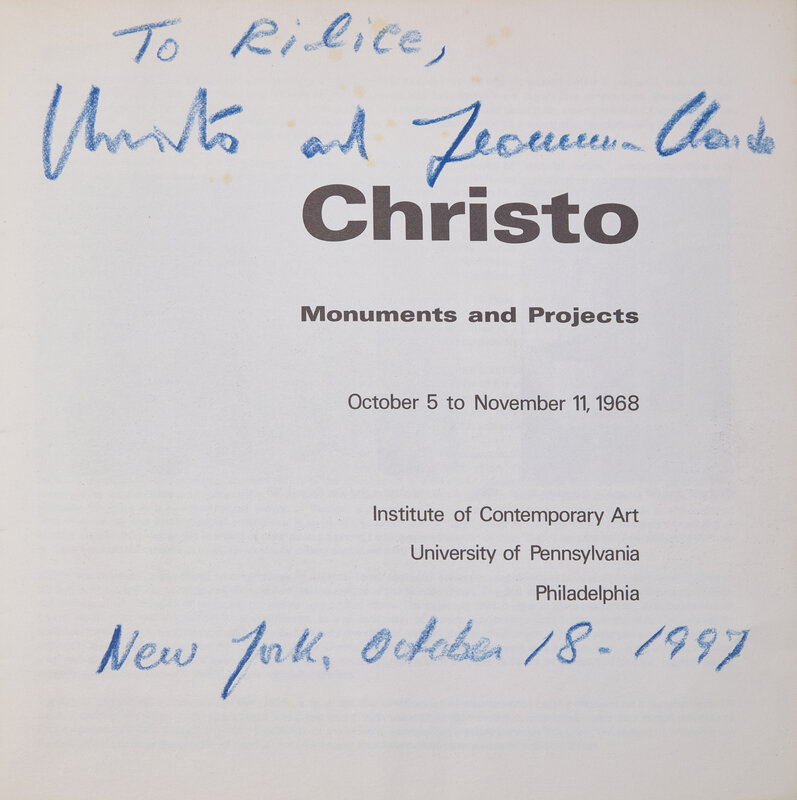 To Rilice,
Christo and Jeanne-Claude
Christo
Monuments and Projects
October 5 to November 11, 1968
Institute of Contemporary Art
University of Pennsylvania
Philadelphia
New York, October 18 - 1997